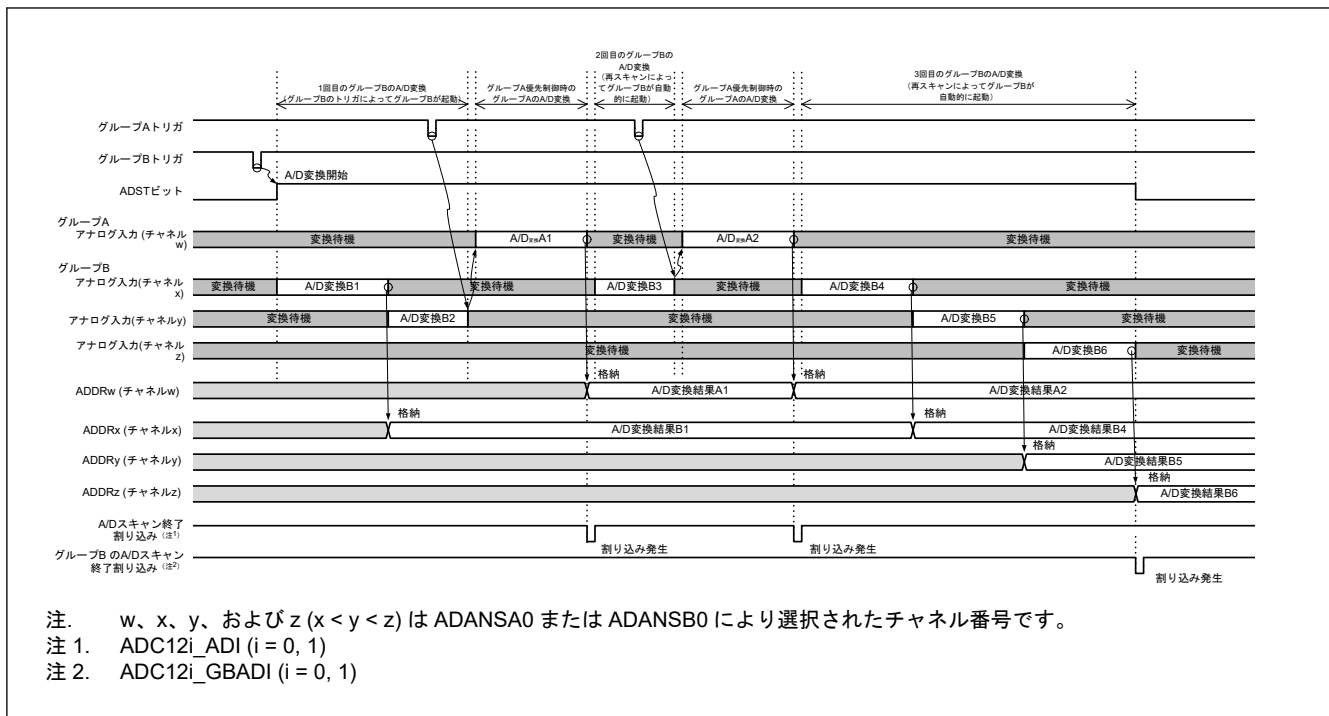 1回目のグループBのA/D変換
(グループBのトリガによってグループBが起動)
グループA優先制御時の
グループAのA/D変換
2回目のグループBの
A/D変換
(再スキャンによっ
てグループBが自動
的に起動)
グループA優先制御時の
グループAのA/D変換
3回目のグループBのA/D変換
(再スキャンによってグループBが
自動的に起動)
グループAトリガ
グループBトリガ
A/D変換開始
ADSTビット
グループA
アナログ入力 (チャネル
w)
変換待機
A/D変換A1
変換待機
A/D変換A2
変換待機
グループB
アナログ入力(チャネル
x)
変換待機
A/D変換B1
変換待機
A/D変換B3
変換待機
A/D変換B4
変換待機
アナログ入力(チャネルy)
変換待機
A/D変換B2
変換待機
A/D変換B5
変換待機
アナログ入力(チャネル
z)
変換待機
A/D変換B6
変換待機
格納
格納
ADDRw (チャネルw)
A/D変換結果A1
A/D変換結果A2
格納
格納
ADDRx (チャネルx)
A/D変換結果B1
A/D変換結果B4
格納
ADDRy (チャネルy)
A/D変換結果B5
格納
ADDRz (チャネルz)
A/D変換結果B6
A/Dスキャン終了
割り込み (注1)
割り込み発生
割り込み発生
グループB のA/Dスキャン
終了割り込み (注2)
割り込み発生
注. w、x、y、および z (x < y < z) は ADANSA0 または ADANSB0 により選択されたチャネル番号です。
注 1. ADC12i_ADI (i = 0, 1)
注 2. ADC12i_GBADI (i = 0, 1)